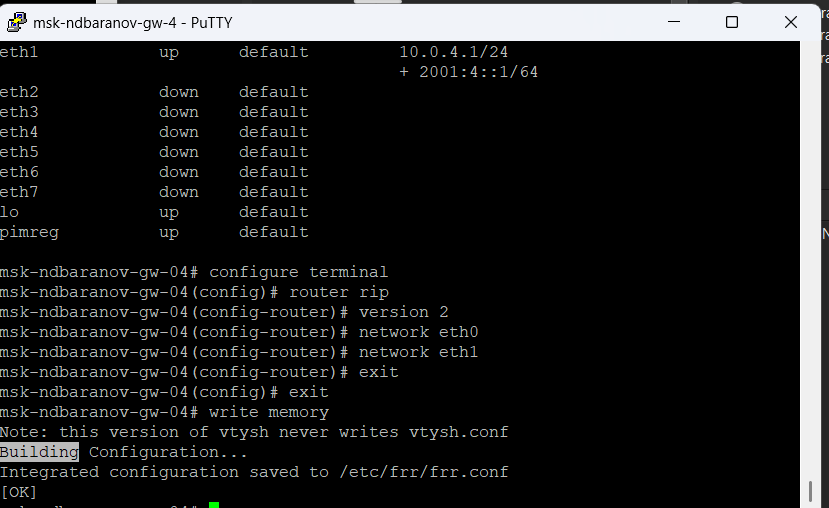 msk-ndbaranov-gw-4 - PuTTY
eth1 up default 10.0.4.1/24
+ 2001:4::1/64
eth2 down default
eth3 down default
eth4 down default
eth5 down default
eth6 down default
eth7 down default
lo up default
pimreg up default
msk-ndbaranov-gw-04# configure terminal
msk-ndbaranov-gw-04(config)# router rip
msk-ndbaranov-gw-04(config-router)# version 2
msk-ndbaranov-gw-04(config-router)# network eth0
msk-ndbaranov-gw-04(config-router)# network eth1
msk-ndbaranov-gw-04(config-router)# exit
msk-ndbaranov-gw-04(config)# exit
msk-ndbaranov-gw-04# write memory
Note: this version of vtysh never writes vtysh.conf
Building Configuration...
Integrated configuration saved to /etc/frr/frr.conf
[OK]
msk-ndbaranov-gw-04#